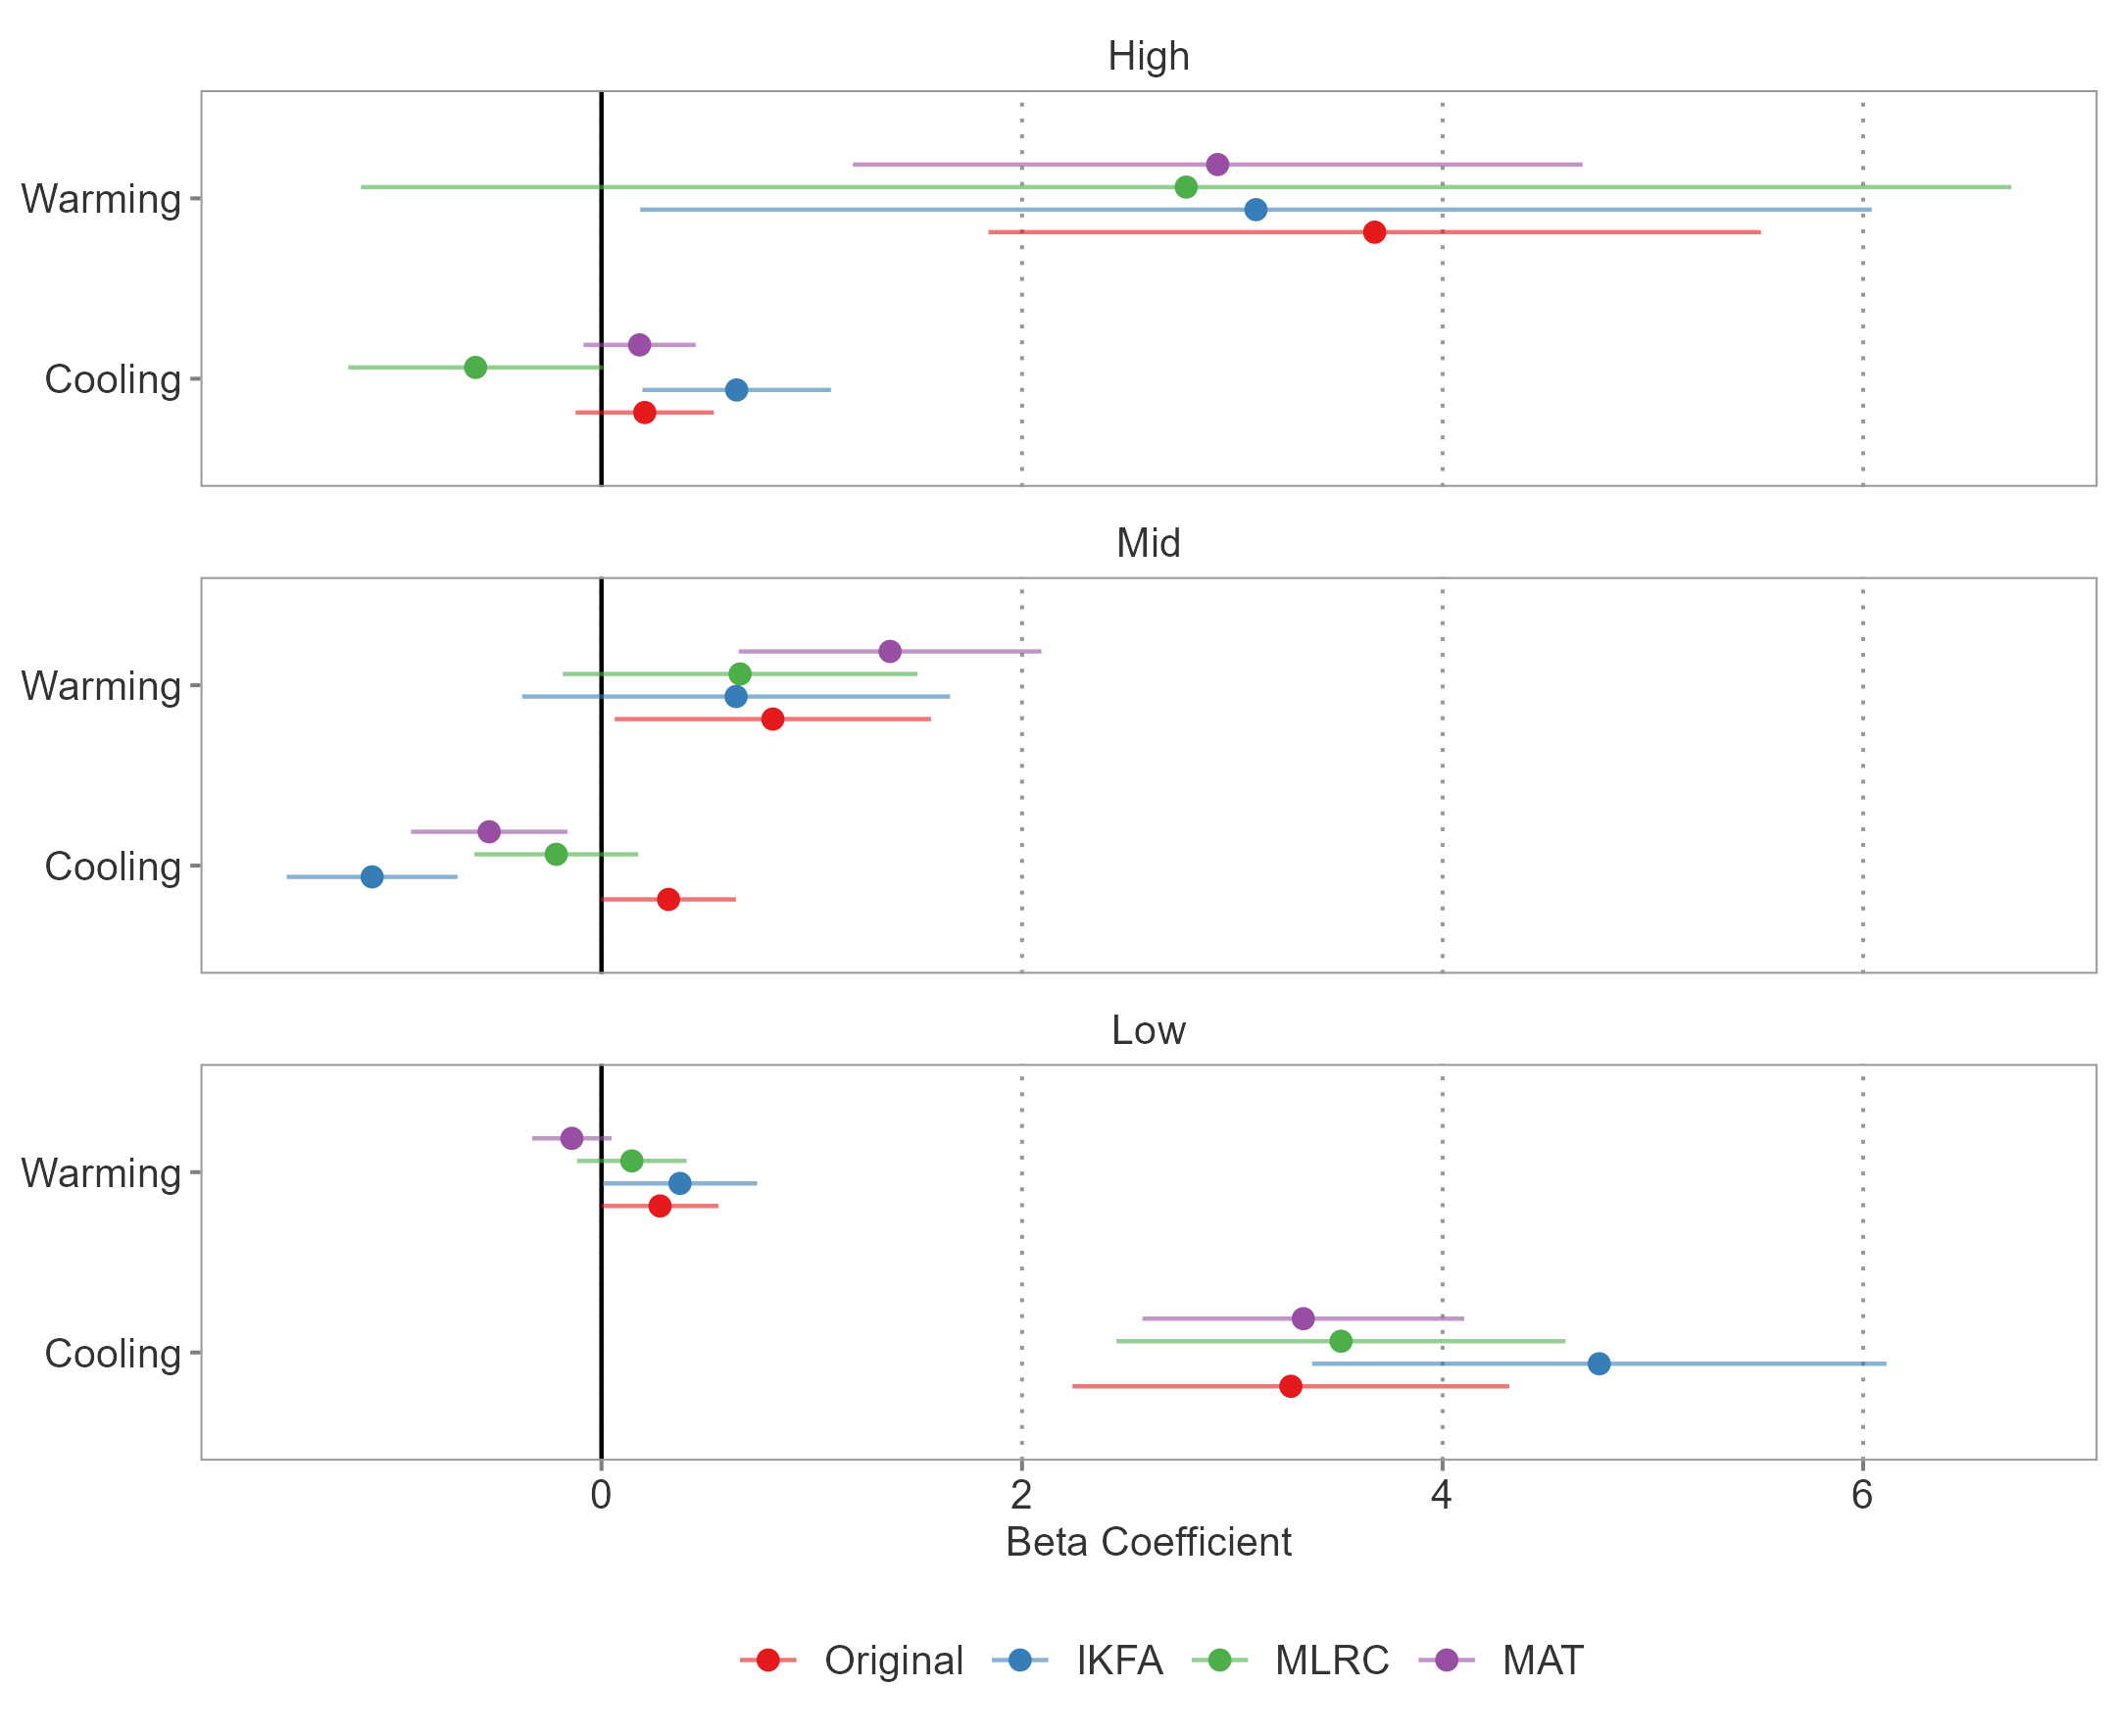 High
Warming
Cooling
Mid
Warming
Cooling
Low
Warming
Cooling
0 2 4 6
Beta Coefficient
Original IKFA MLRC MAT